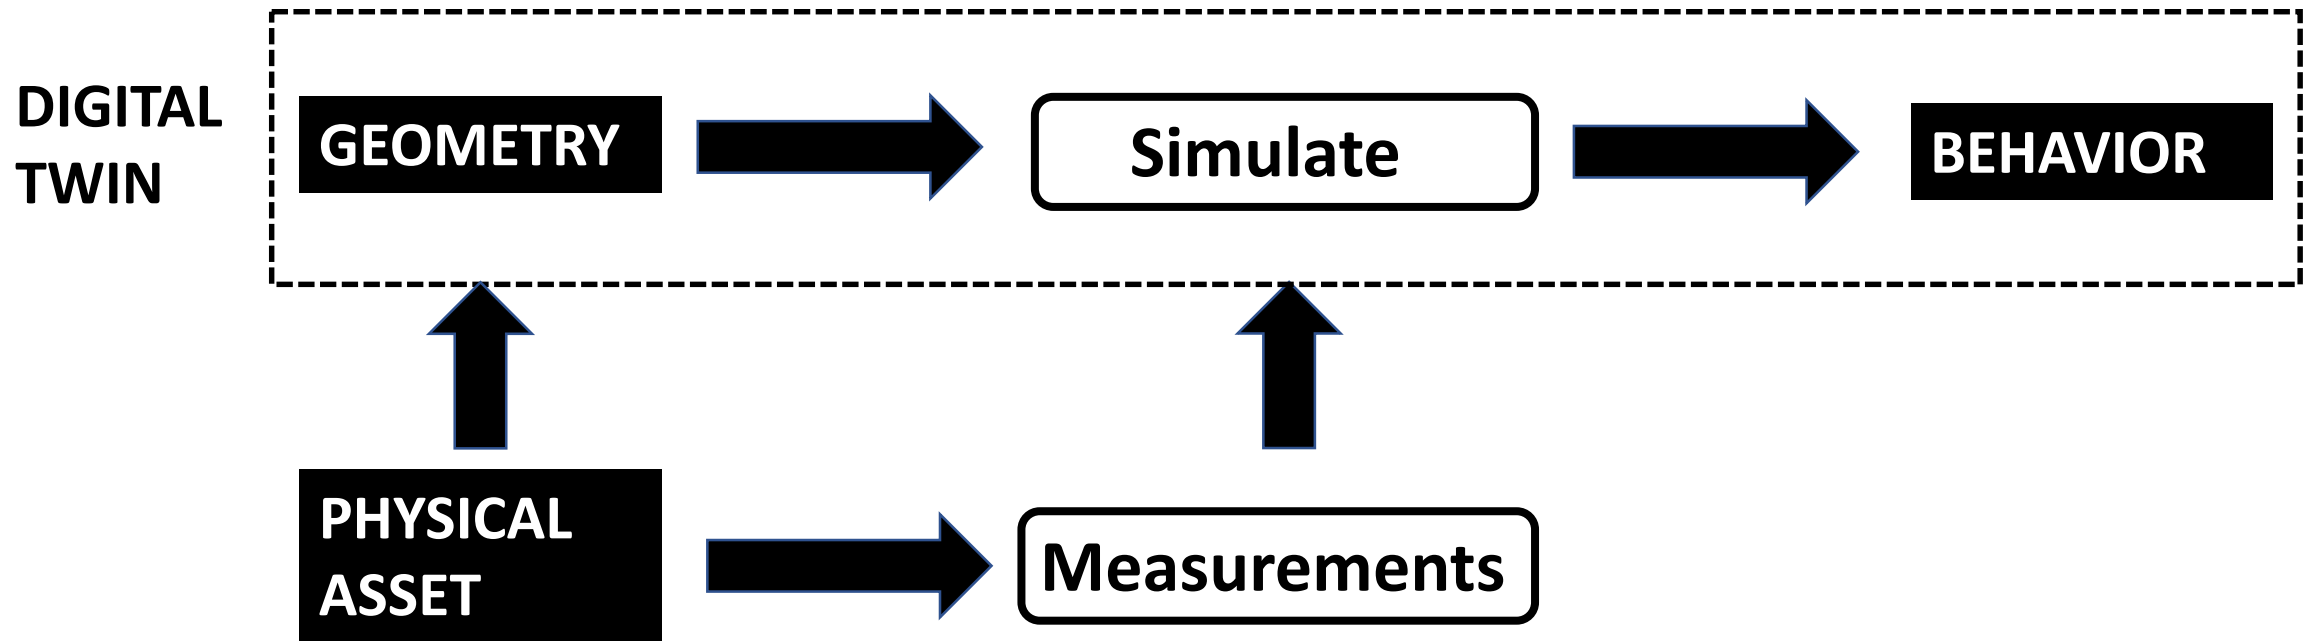 DIGITAL
TWIN
GEOMETRY
Simulate
BEHAVIOR
PHYSICAL
ASSET
Measurements